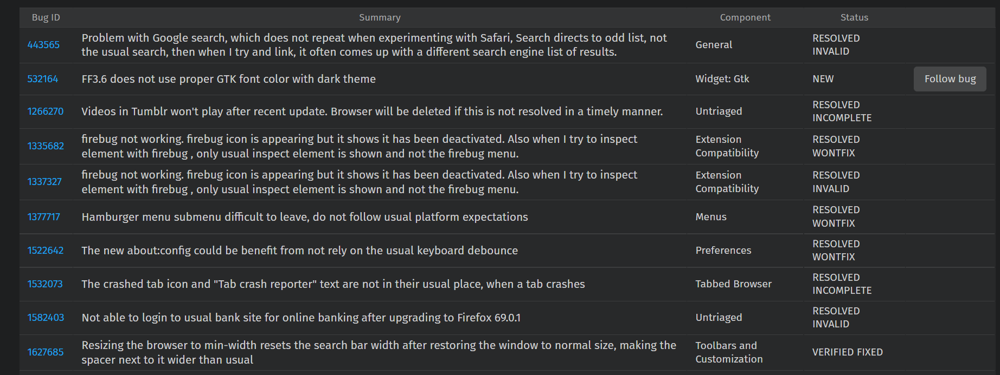 Bug ID Summary Component Status
443565 Problem with Google search, which does not repeat when experimenting with Safari, Search directs to odd list, not the usual search, then when I try and link, it often comes up with a different search engine list of results. General RESOLVED INVALID
532164 FF3.6 does not use proper GTK font color with dark theme Widget: Gtk NEW Follow bug
1266270 Videos in Tumblr won't play after recent update. Browser will be deleted if this is not resolved in a timely manner. Untriaged RESOLVED INCOMPLETE
1335682 firebug not working. firebug icon is appearing but it shows it has been deactivated. Also when I try to inspect element with firebug , only usual inspect element is shown and not the firebug menu. Extension Compatibility RESOLVED WONTFIX
1337327 firebug not working. firebug icon is appearing but it shows it has been deactivated. Also when I try to inspect element with firebug , only usual inspect element is shown and not the firebug menu. Extension Compatibility RESOLVED INVALID
1377717 Hamburger menu submenu difficult to leave, do not follow usual platform expectations Menus RESOLVED WONTFIX
1522642 The new about:config could be benefit from not rely on the usual keyboard debounce Preferences RESOLVED WONTFIX
1532073 The crashed tab icon and "Tab crash reporter" text are not in their usual place, when a tab crashes Tabbed Browser RESOLVED INCOMPLETE
1582403 Not able to login to usual bank site for online banking after upgrading to Firefox 69.0.1 Untriaged RESOLVED INVALID
1627685 Resizing the browser to min-width resets the search bar width after restoring the window to normal size, making the spacer next to it wider than usual Toolbars and Customization VERIFIED FIXED